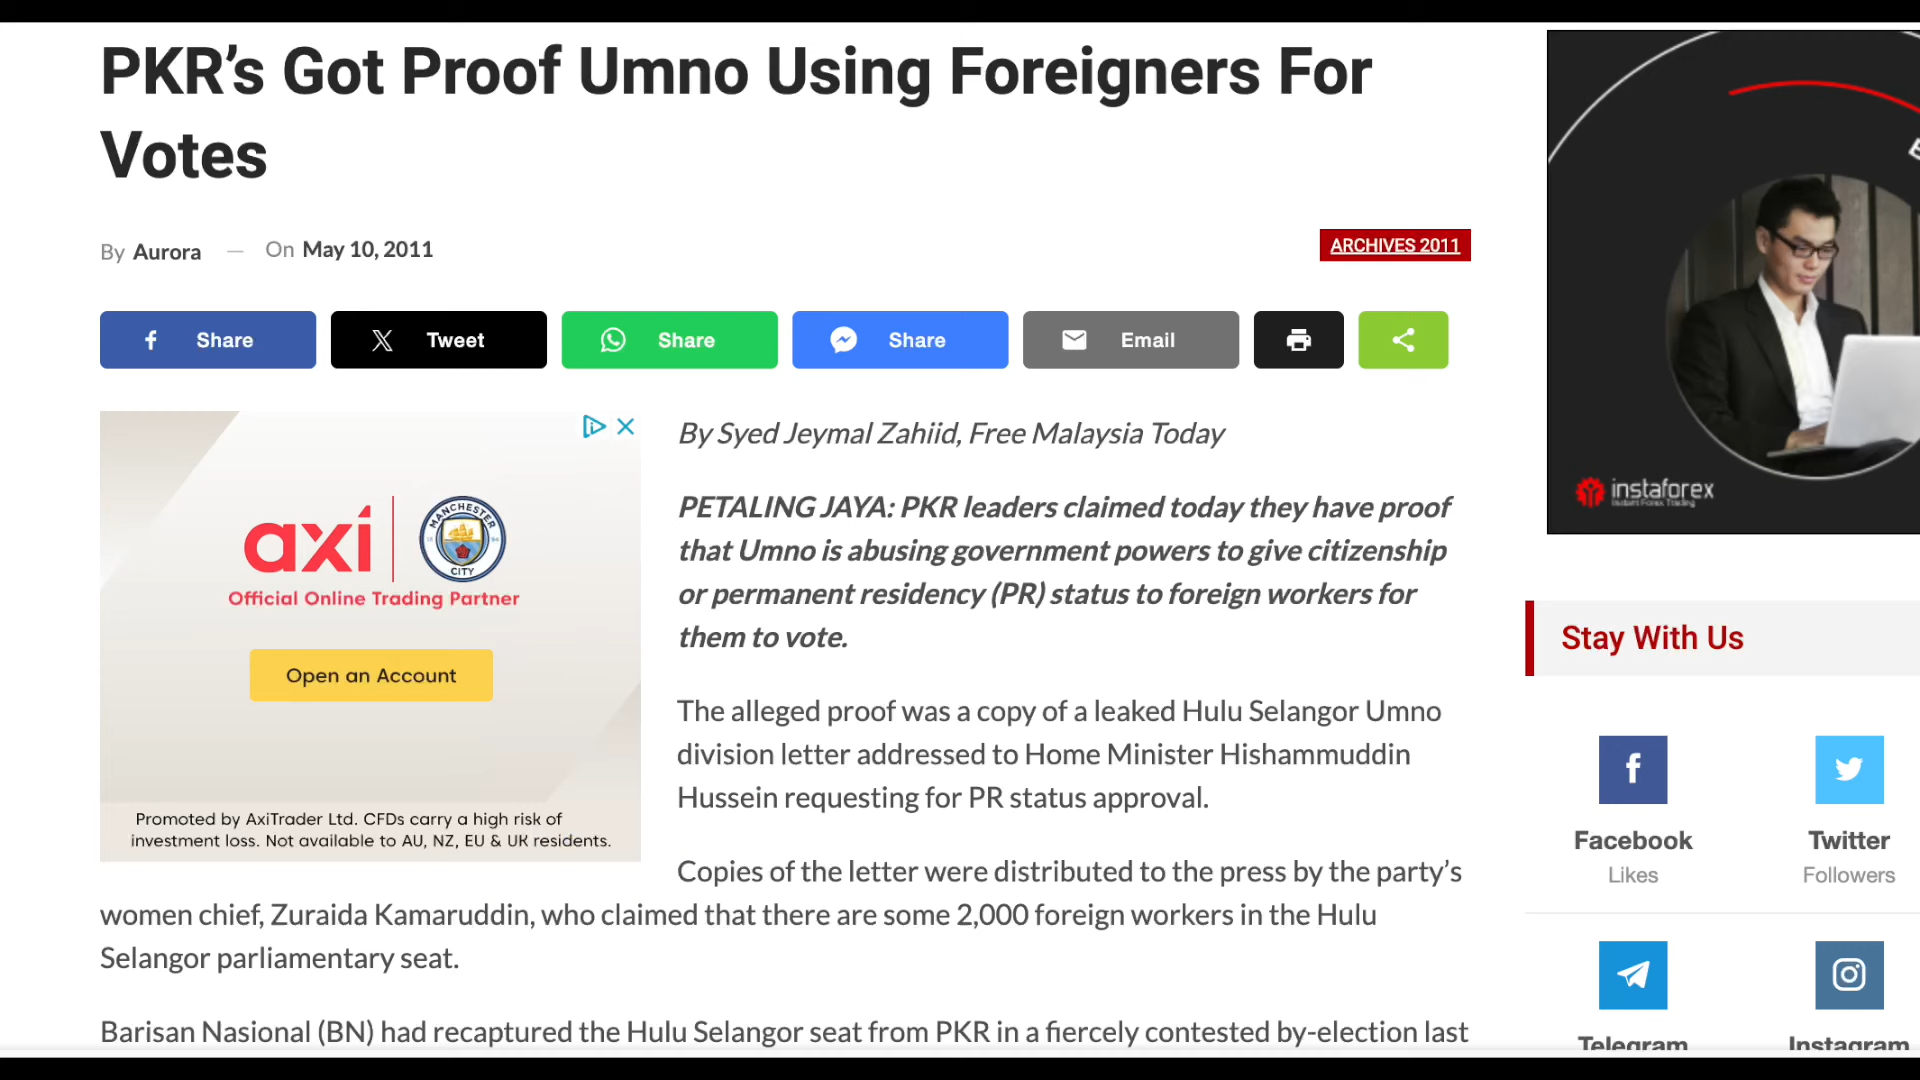 PKR’s Got Proof Umno Using Foreigners For
Votes
By Aurora — On May 10, 2011
ARCHIVES 2011
Share
Tweet
Share
Share
Email
axi
MANCHESTER
CITY
Official Online Trading Partner
Open an Account
Promoted by AxiTrader Ltd. CFDs carry a high risk of
investment loss. Not available to AU, NZ, EU & UK residents.
By Syed Jeymal Zahiid, Free Malaysia Today
PETALING JAYA: PKR leaders claimed today they have proof
that Umno is abusing government powers to give citizenship
or permanent residency (PR) status to foreign workers for
them to vote.
The alleged proof was a copy of a leaked Hulu Selangor Umno
division letter addressed to Home Minister Hishammuddin
Hussein requesting for PR status approval.
Copies of the letter were distributed to the press by the party’s
women chief, Zuraida Kamaruddin, who claimed that there are some 2,000 foreign workers in the Hulu
Selangor parliamentary seat.
Barisan Nasional (BN) had recaptured the Hulu Selangor seat from PKR in a fiercely contested by-election last
instaforex
Instant Forex Trading
Stay With Us
Facebook
Likes
Twitter
Followers
Telegram
Instagram